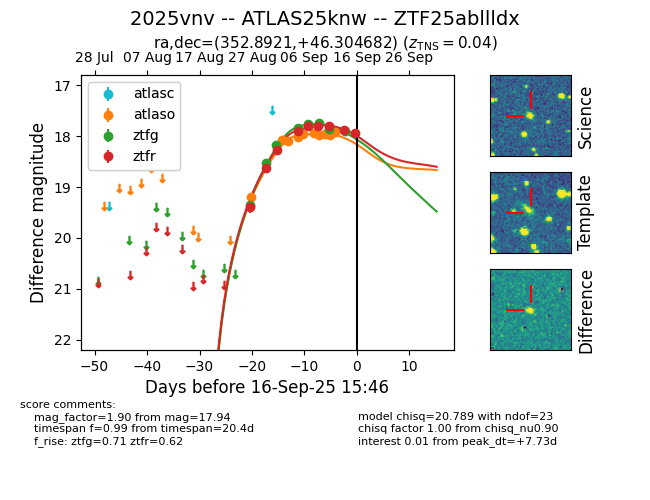 2025vnv -- ATLAS25knw -- ZTF25abllldx
ra,dec=(352.8921,+46.304682) (z_TNS = 0.04)
28 Jul 07 Aug 17 Aug 27 Aug 06 Sep 16 Sep 26 Sep
atlasc
atlaso
ztfg
ztfr
17
18
19
20
21
22
Difference magnitude
−50 −40 −30 −20 −10 0 10
Days before 16-Sep-25 15:46
Science
Template
Difference
score comments:
mag_factor=1.90 from mag=17.94
timespan f=0.99 from timespan=20.4d
f_rise: ztfg=0.71 ztfr=0.62
model chisq=20.789 with ndof=23
chisq factor 1.00 from chisq_nu0.90
interest 0.01 from peak_dt=+7.73d